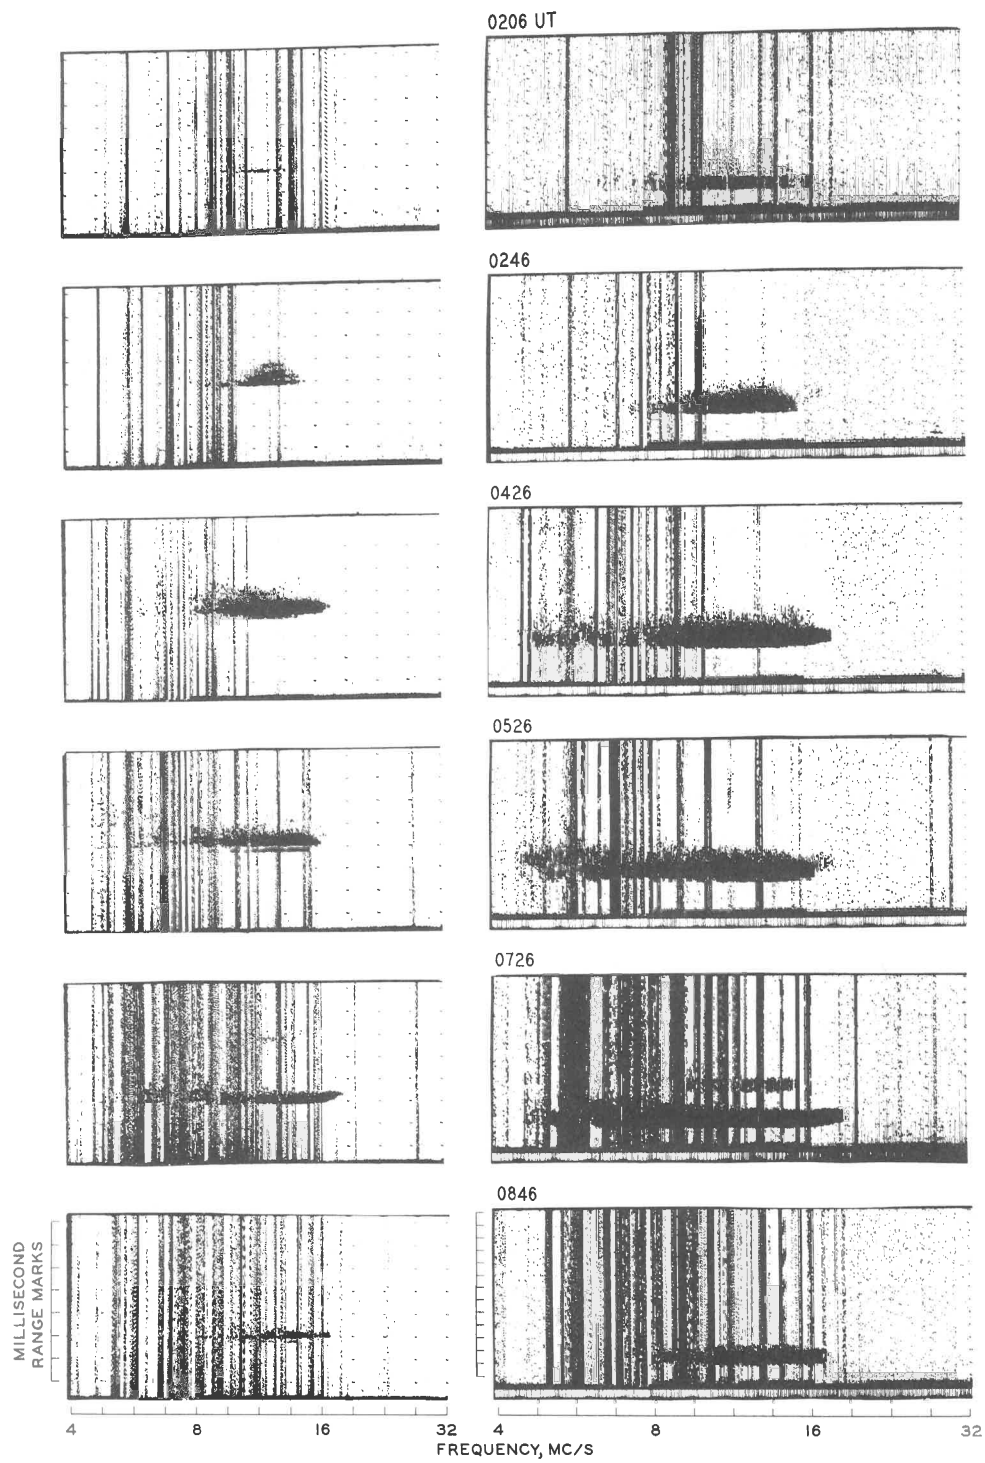 0206 UT
0246
0426
0526
0726
0846
MILLISECOND
RANGE MARKS
4 8 16 32 4 8 16 32
FREQUENCY, MC/S